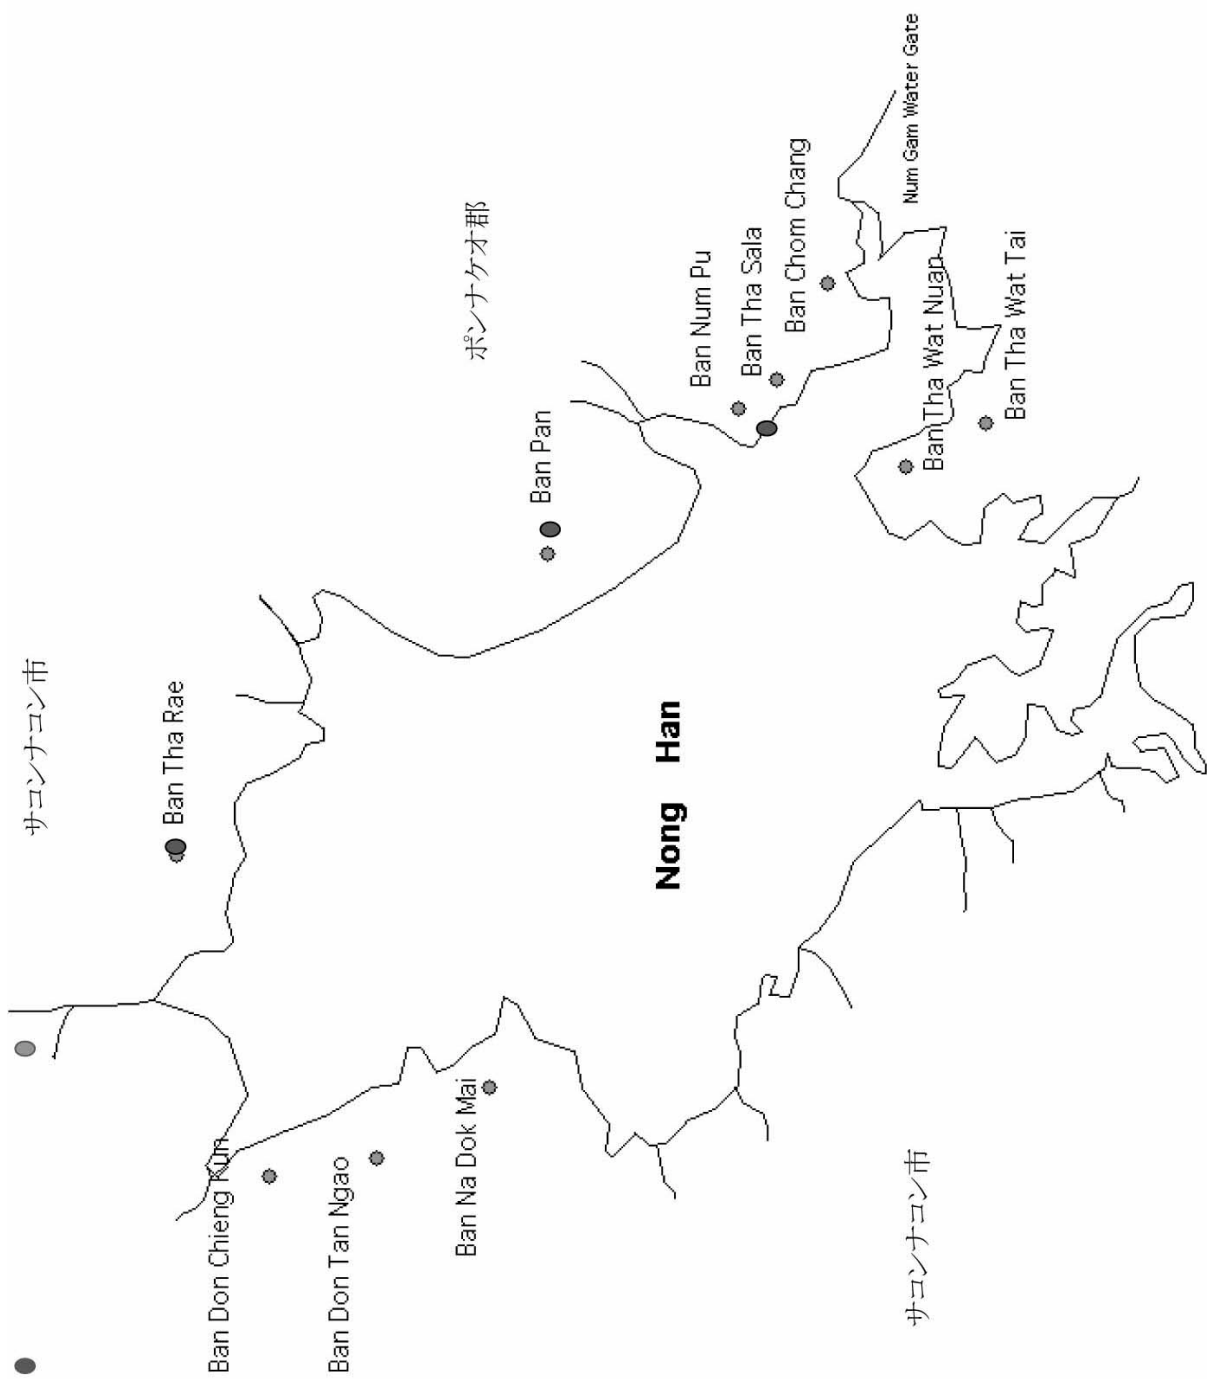 サコンナコン市
Ban Tha Rae
ポンナケオ郡
Ban Pan
Ban Num Pu
Ban Tha Sala
Ban Chom Chang
Num Gam Water Gate
Ban Tha Wat Nuan
Ban Tha Wat Tai
Nong Han
Ban Don Chieng Kun
Ban Don Tan Ngao
Ban Na Dok Mai
サコンナコン市